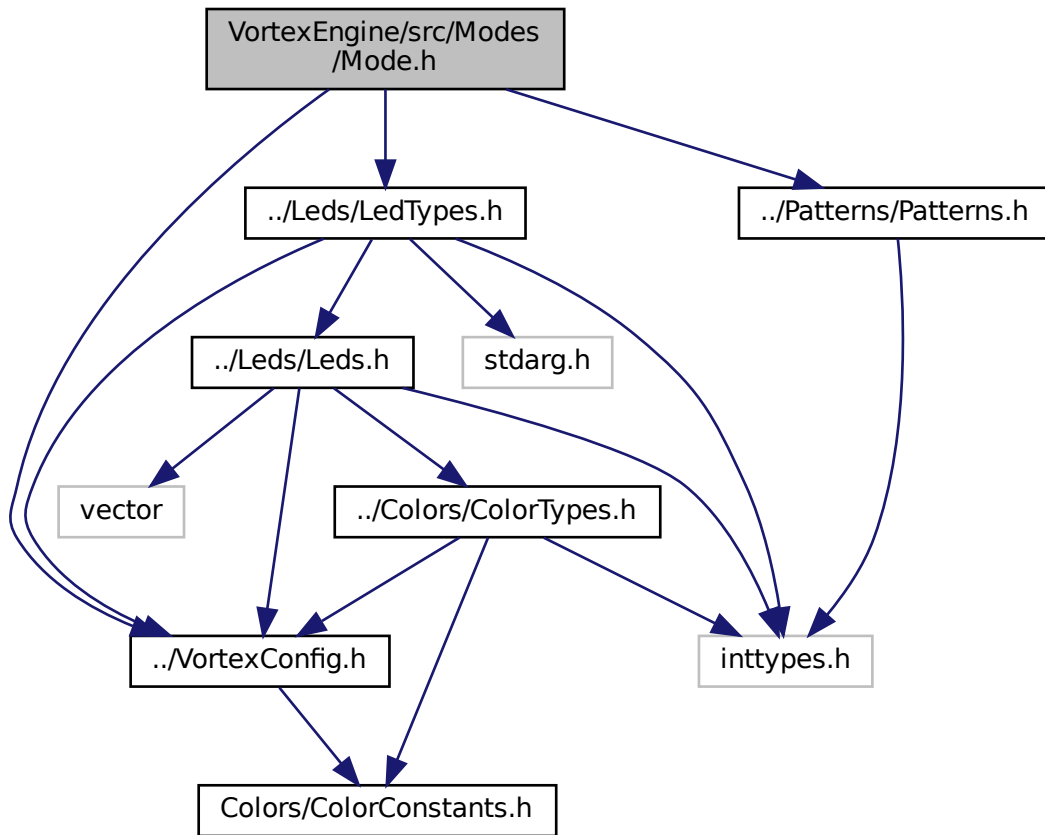 VortexEngine/src/Modes
/Mode.h
../Leds/LedTypes.h
../Patterns/Patterns.h
../Leds/Leds.h
stdarg.h
vector
../Colors/ColorTypes.h
../VortexConfig.h
inttypes.h
Colors/ColorConstants.h